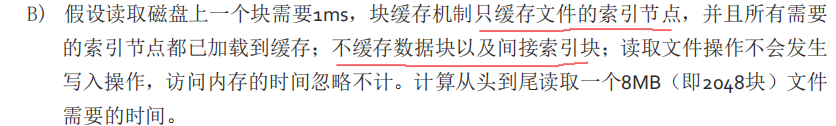 B) 假设读取磁盘上一个块需要1ms，块缓存机制只缓存文件的索引节点，并且所有需要
的索引节点都已加载到缓存；不缓存数据块以及间接索引块；读取文件操作不会发生
写入操作，访问内存的时间忽略不计。计算从头到尾读取一个8MB（即2048块）文件
需要的时间。